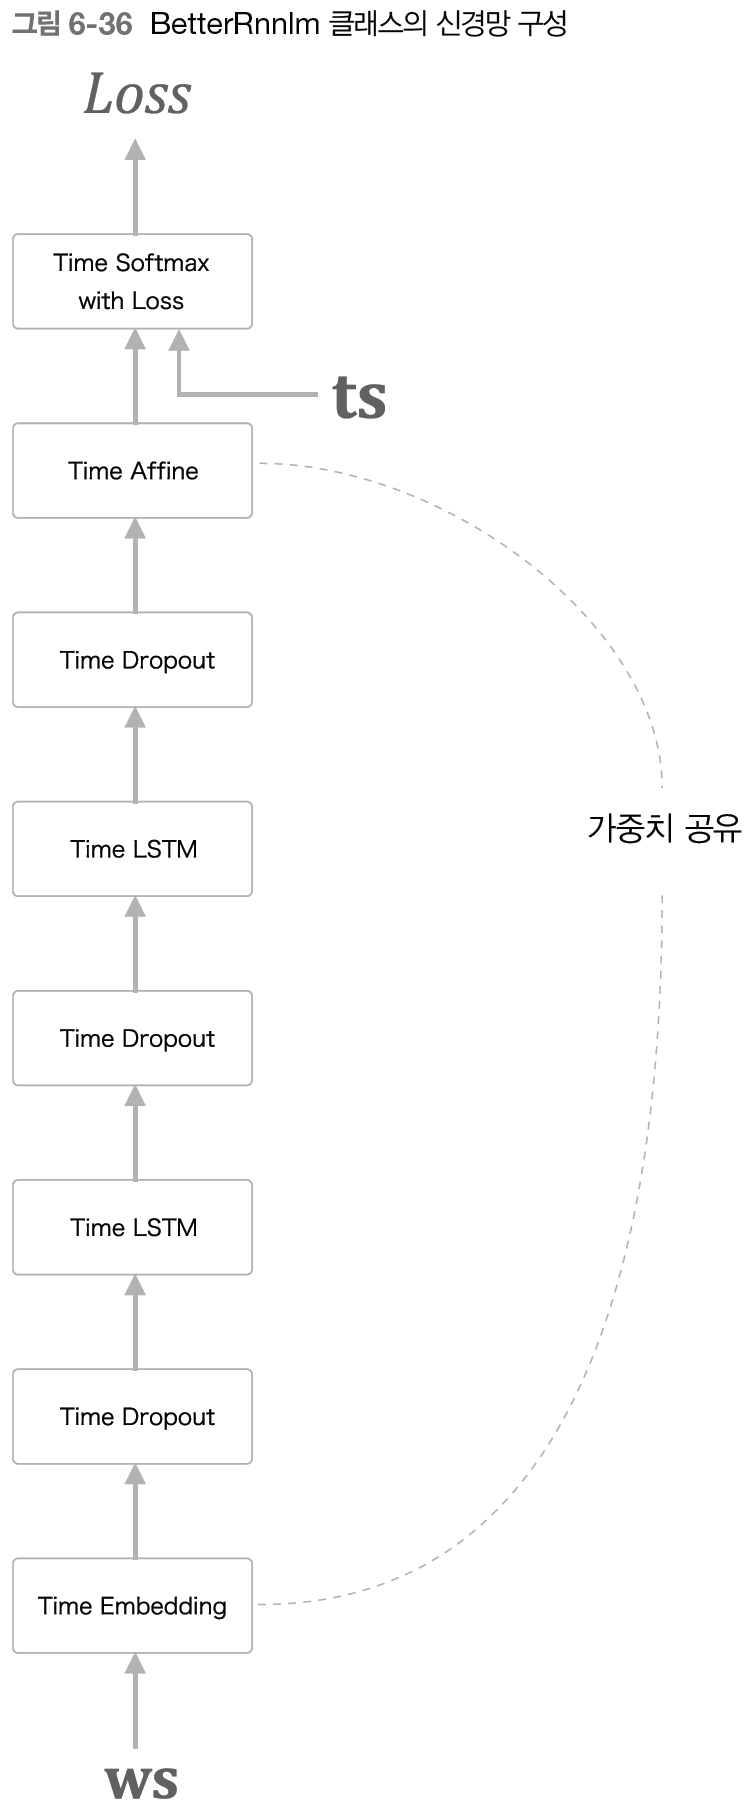 그림 6-36 BetterRnnlm 클래스의 신경망 구성
Loss
Time Softmax
with Loss
ts
Time Affine
Time Dropout
Time LSTM
가중치 공유
Time Dropout
Time LSTM
Time Dropout
Time Embedding
ws